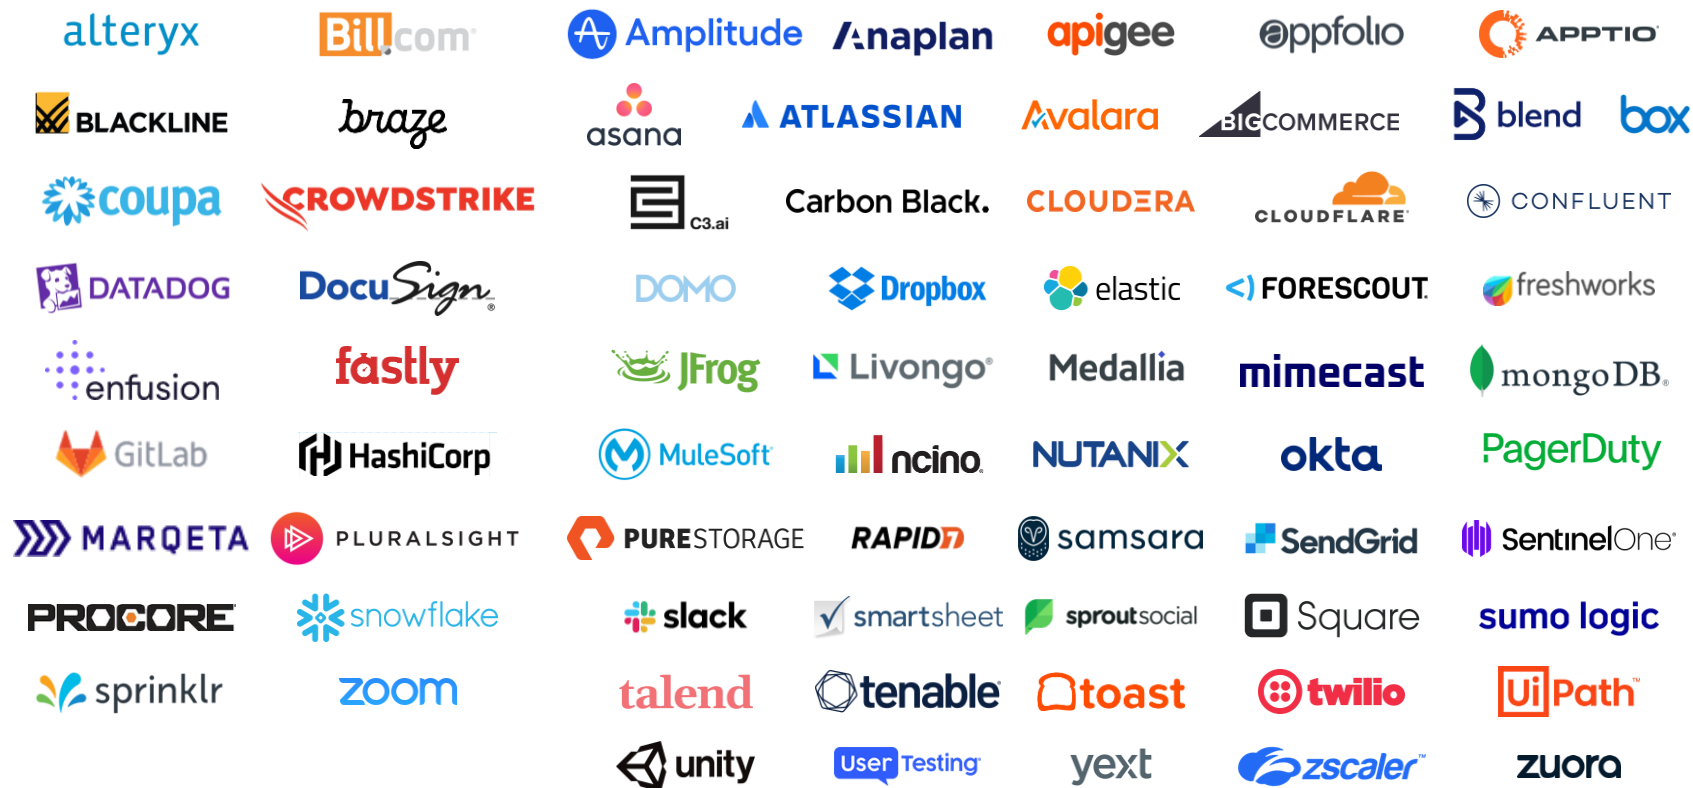 alteryx
Bill.com
Amplitude
Anaplan
apigee
appfolio
APPTIO
BLACKLINE
braze
asana
ATLASSIAN
Avalara
BIGCOMMERCE
blend
box
coupa
CROWDSTRIKE
C3.ai
Carbon Black.
CLOUDERA
CLOUDFLARE
CONFLUENT
DATADOG
DocuSign®
DOMO
Dropbox
elastic
FORESCOUT.
freshworks
enfusion
fastly
JFrog
Livongo®
Medallia
mimecast
mongoDB®
GitLab
HashiCorp
MuleSoft
ncino
NUTANIX
okta
PagerDuty
MARQETA
PLURALSIGHT
PURESTORAGE
RAPID7
samsara
SendGrid
SentinelOne®
PROCORE
snowflake
slack
smartsheet
sproutsocial
Square
sumo logic
sprinklr
zoom
talend
tenable
toast
twilio
UiPath™
unity
UserTesting
yext
zscaler™
zuora